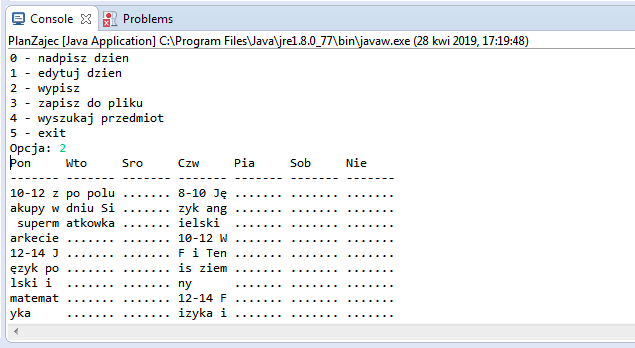 Console Problems
PlanZajec [Java Application] C:\Program Files\Java\jre1.8.0_77\bin\javaw.exe (28 kwi 2019, 17:19:48)
0 - nadpisz dzien
1 - edytuj dzien
2 - wypisz
3 - zapisz do pliku
4 - wyszukaj przedmiot
5 - exit
Opcja: 2
Pon     Wto     Sro     Czw     Pia     Sob     Nie
------- ------- ------- ------- ------- ------- -------
10-12 z po polu ....... 8-10 Ję ....... ....... .......
akupy w dniu Si ....... zyk ang ....... ....... .......
 superm atkowka ....... ielski  ....... ....... .......
arkecie ....... ....... 10-12 W ....... ....... .......
12-14 J ....... ....... F i Ten ....... ....... .......
ęzyk po ....... ....... is ziem ....... ....... .......
lski i  ....... ....... ny      ....... ....... .......
matemat ....... ....... 12-14 F ....... ....... .......
yka     ....... ....... izyka i ....... ....... .......